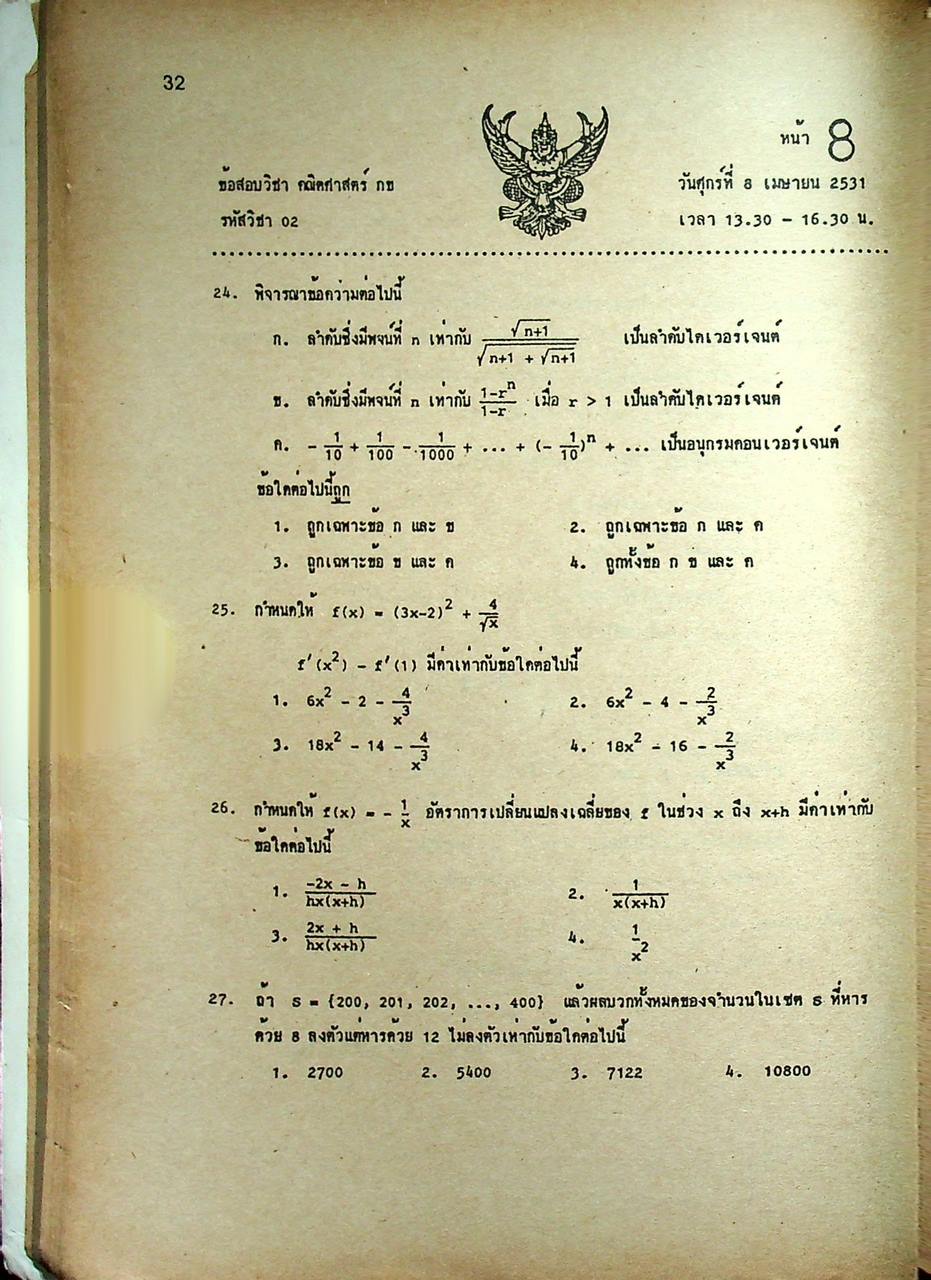 32
หน้า 8
ข้อสอบวิชา คณิตศาสตร์ กข
วันศุกร์ที่ 8 เมษายน 2531
รหัสวิชา 02
เวลา 13.30 - 16.30 น.
24. พิจารณาข้อความต่อไปนี้
ก. ลำดับซึ่งมีพจน์ที่ n เท่ากับ √(n+1) / √(n+1 + √(n+1)) เป็นลำดับไดเวอร์เจนต์
ข. ลำดับซึ่งมีพจน์ที่ n เท่ากับ (1-rⁿ)/(1-r) เมื่อ r > 1 เป็นลำดับไดเวอร์เจนต์
ค. - 1/10 + 1/100 - 1/1000 + ... + (- 1/10)ⁿ + ... เป็นอนุกรมคอนเวอร์เจนต์
ข้อใดต่อไปนี้ถูก
1. ถูกเฉพาะข้อ ก และ ข 2. ถูกเฉพาะข้อ ก และ ค
3. ถูกเฉพาะข้อ ข และ ค 4. ถูกทั้งข้อ ก ข และ ค
25. กำหนดให้ f(x) = (3x-2)² + 4/√x
f′(x²) - f′(1) มีค่าเท่ากับข้อใดต่อไปนี้
1. 6x² - 2 - 4/x³ 2. 6x² - 4 - 2/x³
3. 18x² - 14 - 4/x³ 4. 18x² - 16 - 2/x³
26. กำหนดให้ f(x) = - 1/x อัตราการเปลี่ยนแปลงเฉลี่ยของ f ในช่วง x ถึง x+h มีค่าเท่ากับ
ข้อใดต่อไปนี้
1. (-2x - h)/(hx(x+h)) 2. 1/(x(x+h))
3. (2x + h)/(hx(x+h)) 4. 1/x²
27. ถ้า S = {200, 201, 202, ..., 400} แล้วผลบวกทั้งหมดของจำนวนในเซต S ที่หาร
ด้วย 8 ลงตัวแต่หารด้วย 12 ไม่ลงตัวเท่ากับข้อใดต่อไปนี้
1. 2700 2. 5400 3. 7122 4. 10800